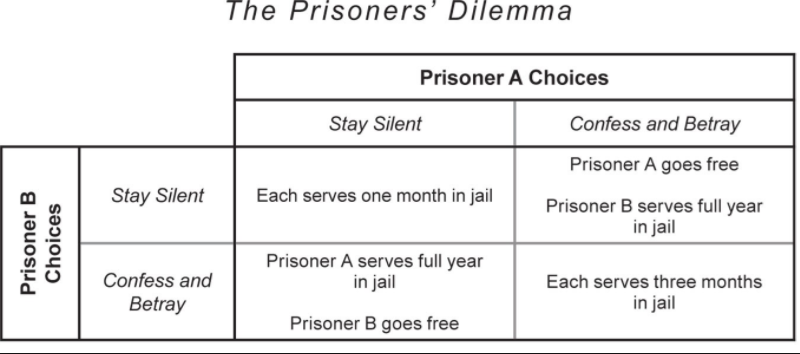 The Prisoners' Dilemma
Prisoner A Choices
Stay Silent
Confess and Betray
Prisoner B
Choices
Stay Silent
Each serves one month in jail
Prisoner A goes free
Prisoner B serves full year
in jail
Confess and
Betray
Prisoner A serves full year
in jail
Prisoner B goes free
Each serves three months
in jail